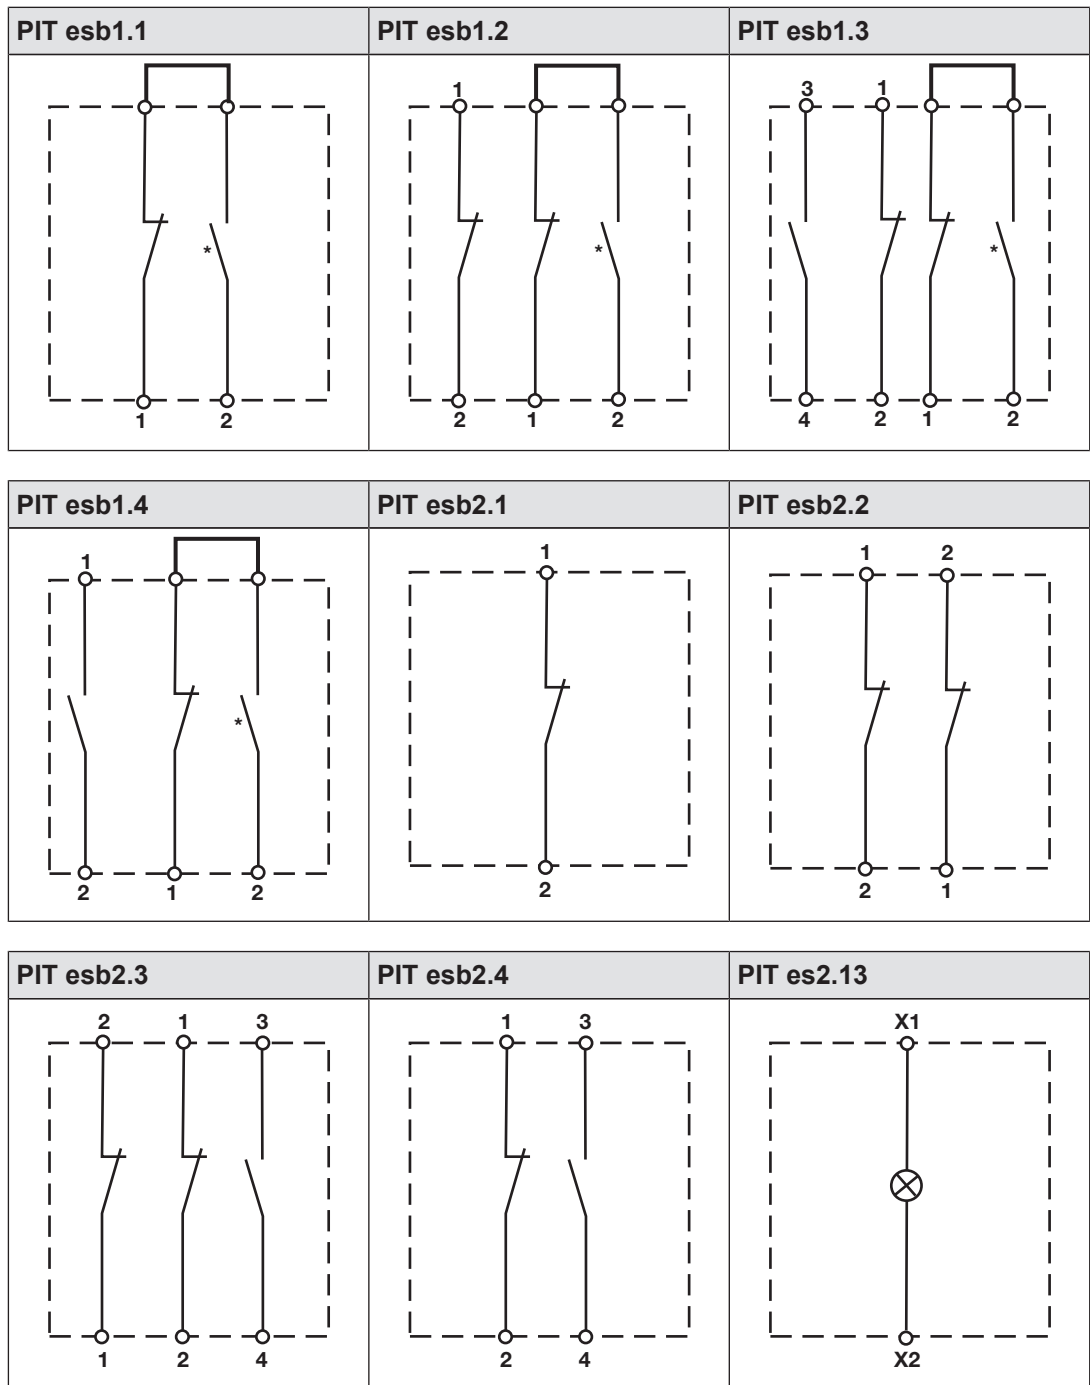 PIT esb1.1
PIT esb1.2
PIT esb1.3
*
1 2
1
*
2 1 2
3 1
*
4 2 1 2
PIT esb1.4
PIT esb2.1
PIT esb2.2
1
*
2 1 2
1
2
1 2
2 1
PIT esb2.3
PIT esb2.4
PIT es2.13
2 1 3
1 2 4
1 3
2 4
X1
X2